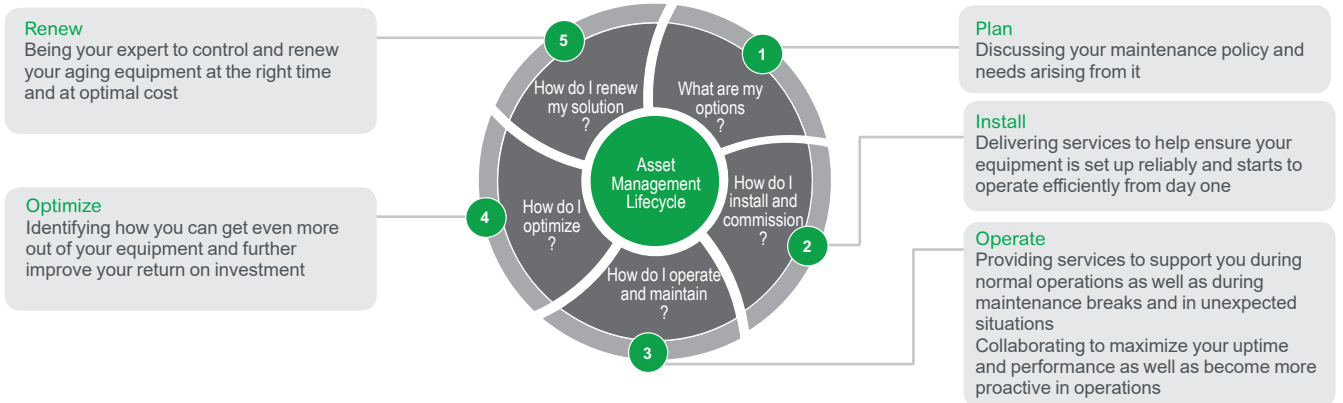 Renew
Being your expert to control and renew
your aging equipment at the right time
and at optimal cost
Optimize
Identifying how you can get even more
out of your equipment and further
improve your return on investment
5
How do I renew
my solution
?
1
What are my
options
?
Asset
Management
Lifecycle
How do I
install and
commission
?
2
4
How do I
optimize?
How do I operate
and maintain
?
3
Plan
Discussing your maintenance policy and
needs arising from it
Install
Delivering services to help ensure your
equipment is set up reliably and starts to
operate efficiently from day one
Operate
Providing services to support you during
normal operations as well as during
maintenance breaks and in unexpected
situations
Collaborating to maximize your uptime
and performance as well as become more
proactive in operations